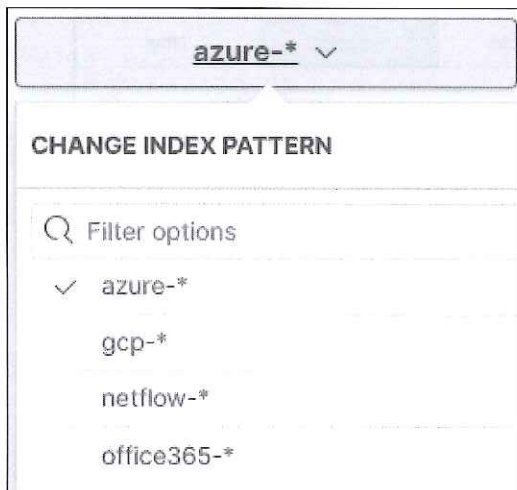 azure-*
CHANGE INDEX PATTERN
Filter options
azure-*
gcp-*
netflow-*
office365-*